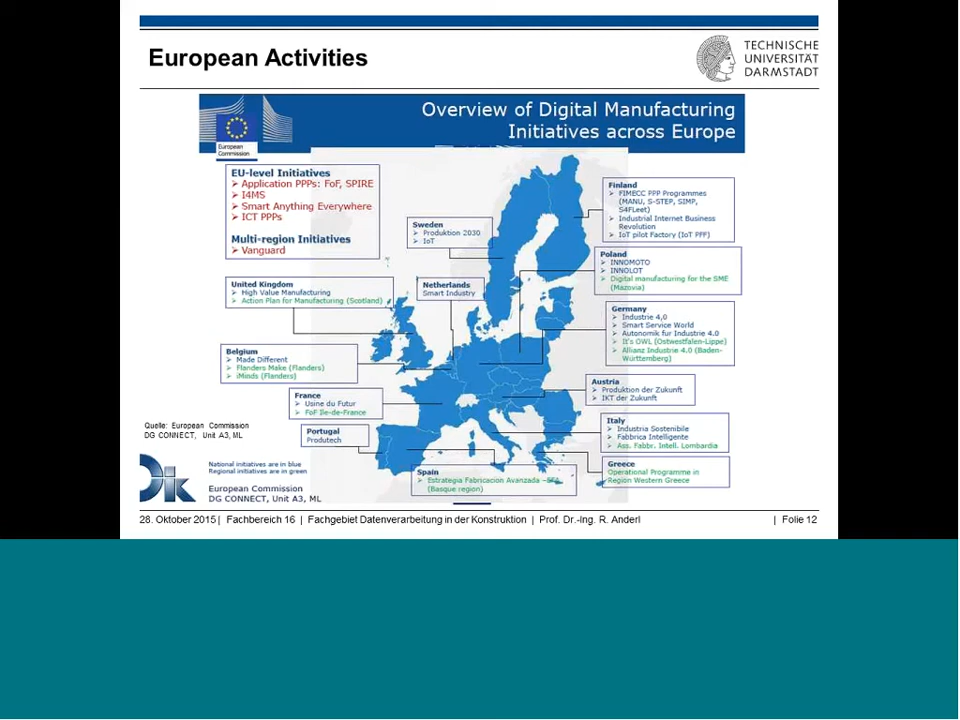 European Activities
TECHNISCHE
UNIVERSITÄT
DARMSTADT
Overview of Digital Manufacturing
Initiatives across Europe
European
Commission
EU-level Initiatives
➢ Application PPPs: FoF, SPIRE
➢ I4MS
➢ Smart Anything Everywhere
➢ ICT PPPs
Multi-region Initiatives
➢ Vanguard
Finland
➢ FIMECC PPP Programmes
(MANU, S-STEP, SIMP,
S4FLeet)
➢ Industrial Internet Business
Revolution
➢ IoT pilot Factory (IoT PFF)
Sweden
➢ Produktion 2030
➢ IoT
Poland
➢ INNOMOTO
➢ INNOLOT
➢ Digital manufacturing for the SME
(Mazovia)
United Kingdom
➢ High Value Manufacturing
➢ Action Plan for Manufacturing (Scotland)
Netherlands
Smart Industry
Germany
➢ Industrie 4,0
➢ Smart Service World
➢ Autonomik fur Industrie 4.0
➢ It's OWL (Ostwestfalen-Lippe)
➢ Allianz Industrie 4.0 (Baden-
Württemberg)
Belgium
➢ Made Different
➢ Flanders Make (Flanders)
➢ iMinds (Flanders)
Austria
➢ Produktion der Zukunft
➢ IKT der Zukunft
France
➢ Usine du Futur
➢ FoF Ile-de-France
Italy
➢ Industria Sostenibile
➢ Fabbrica Intelligente
➢ Ass. Fabbr. Intell. Lombardia
Portugal
Produtech
Quelle: European Commission
DG CONNECT, Unit A3, ML
Greece
Operational Programme in
Region Western Greece
Spain
➢ Estrategia Fabricacion Avanzada
(Basque region)
National initiatives are in blue
Regional initiatives are in green
European Commission
DG CONNECT, Unit A3, ML
DiK
28. Oktober 2015 | Fachbereich 16 | Fachgebiet Datenverarbeitung in der Konstruktion | Prof. Dr.-Ing. R. Anderl | Folie 12